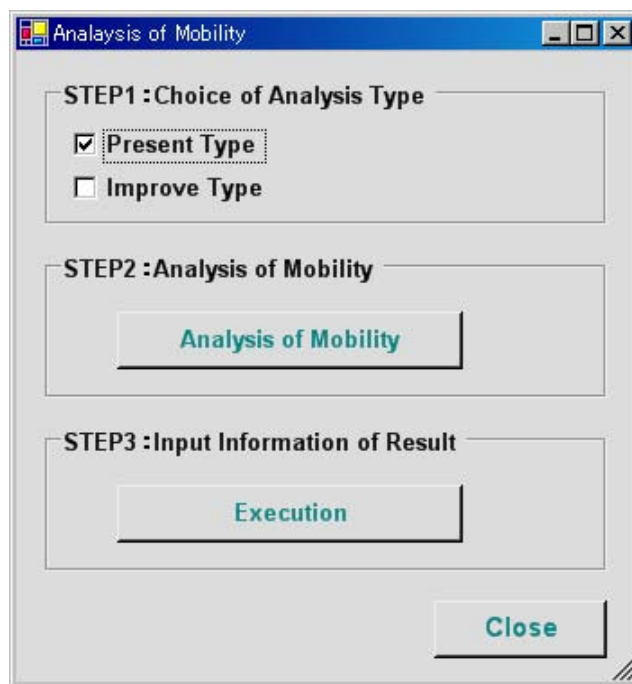 Analaysis of Mobility
STEP1：Choice of Analysis Type
Present Type
Improve Type
STEP2：Analysis of Mobility
Analysis of Mobility
STEP3：Input Information of Result
Execution
Close